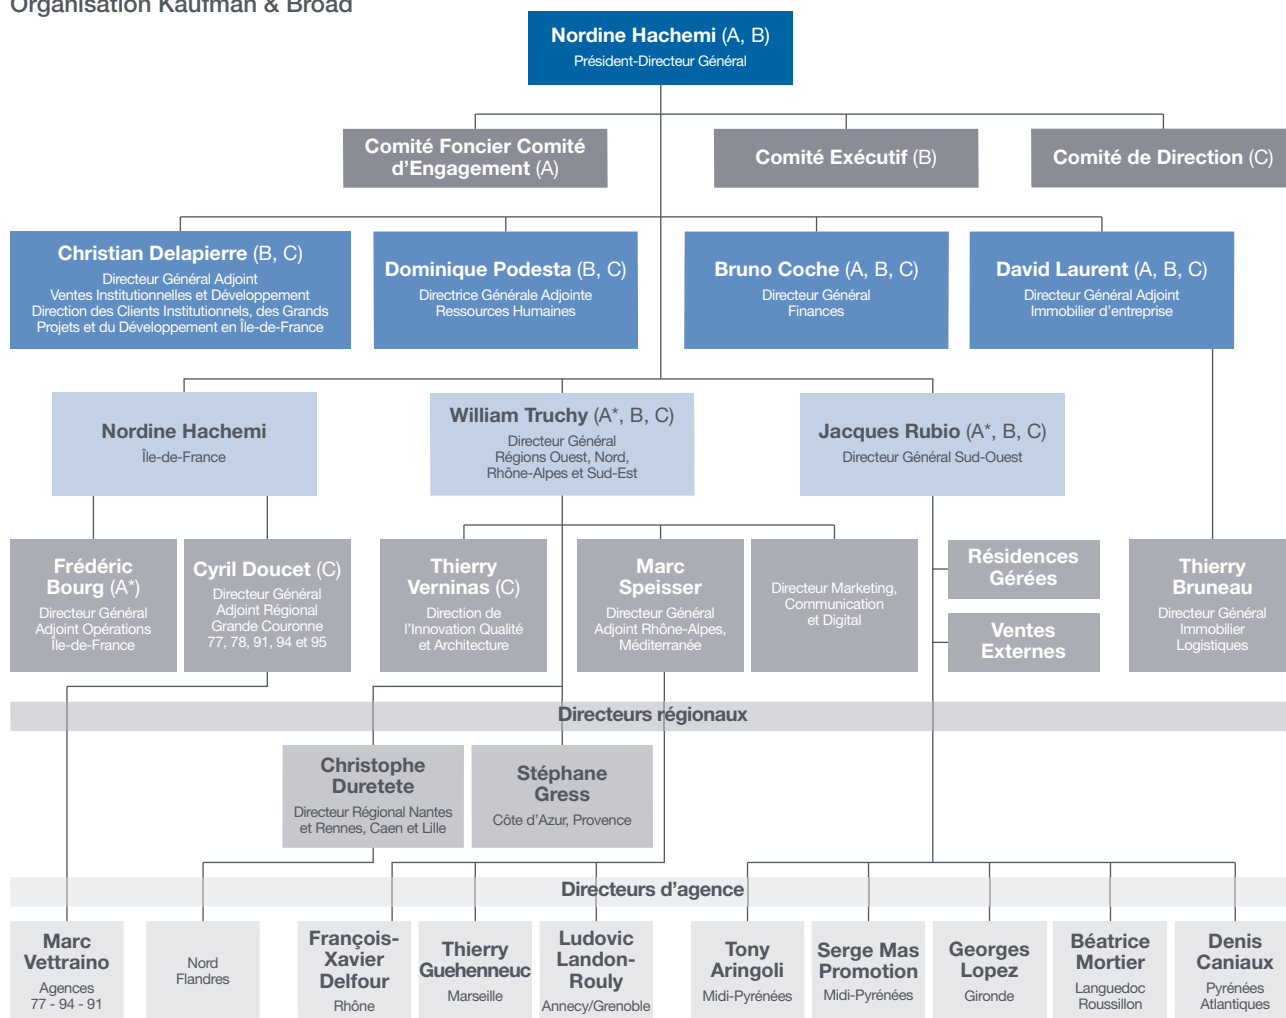 Organisation Kaufman & Broad
Nordine Hachemi (A, B)
Président-Directeur Général
Comité Foncier Comité
d'Engagement (A)
Comité Exécutif (B)
Comité de Direction (C)
Christian Delapierre (B, C)
Directeur Général Adjoint
Ventes Institutionnelles et Développement
Direction des Clients Institutionnels, des Grands
Projets et du Développement en Île-de-France
Dominique Podesta (B, C)
Directrice Générale Adjointe
Ressources Humaines
Bruno Coche (A, B, C)
Directeur Général
Finances
David Laurent (A, B, C)
Directeur Général Adjoint
Immobilier d'entreprise
Nordine Hachemi
Île-de-France
William Truchy (A*, B, C)
Directeur Général
Régions Ouest, Nord,
Rhône-Alpes et Sud-Est
Jacques Rubio (A*, B, C)
Directeur Général Sud-Ouest
Frédéric
Bourg (A*)
Directeur Général
Adjoint Opérations
Île-de-France
Cyril Doucet (C)
Directeur Général
Adjoint Régional
Grande Couronne
77, 78, 91, 94 et 95
Thierry
Verninas (C)
Direction de
l'Innovation Qualité
et Architecture
Marc
Speisser
Directeur Général
Adjoint Rhône-Alpes,
Méditerranée
Directeur Marketing,
Communication
et Digital
Résidences
Gérées
Ventes
Externes
Thierry
Bruneau
Directeur Général
Immobilier
Logistiques
Directeurs régionaux
Christophe
Duretete
Directeur Régional Nantes
et Rennes, Caen et Lille
Stéphane
Gress
Côte d'Azur, Provence
Directeurs d'agence
Marc
Vettraino
Agences
77 - 94 - 91
Nord
Flandres
François-
Xavier
Delfour
Rhône
Thierry
Guehenneuc
Marseille
Ludovic
Landon-
Rouly
Annecy/Grenoble
Tony
Aringoli
Midi-Pyrénées
Serge Mas
Promotion
Midi-Pyrénées
Georges
Lopez
Gironde
Béatrice
Mortier
Languedoc
Roussillon
Denis
Caniaux
Pyrénées
Atlantiques